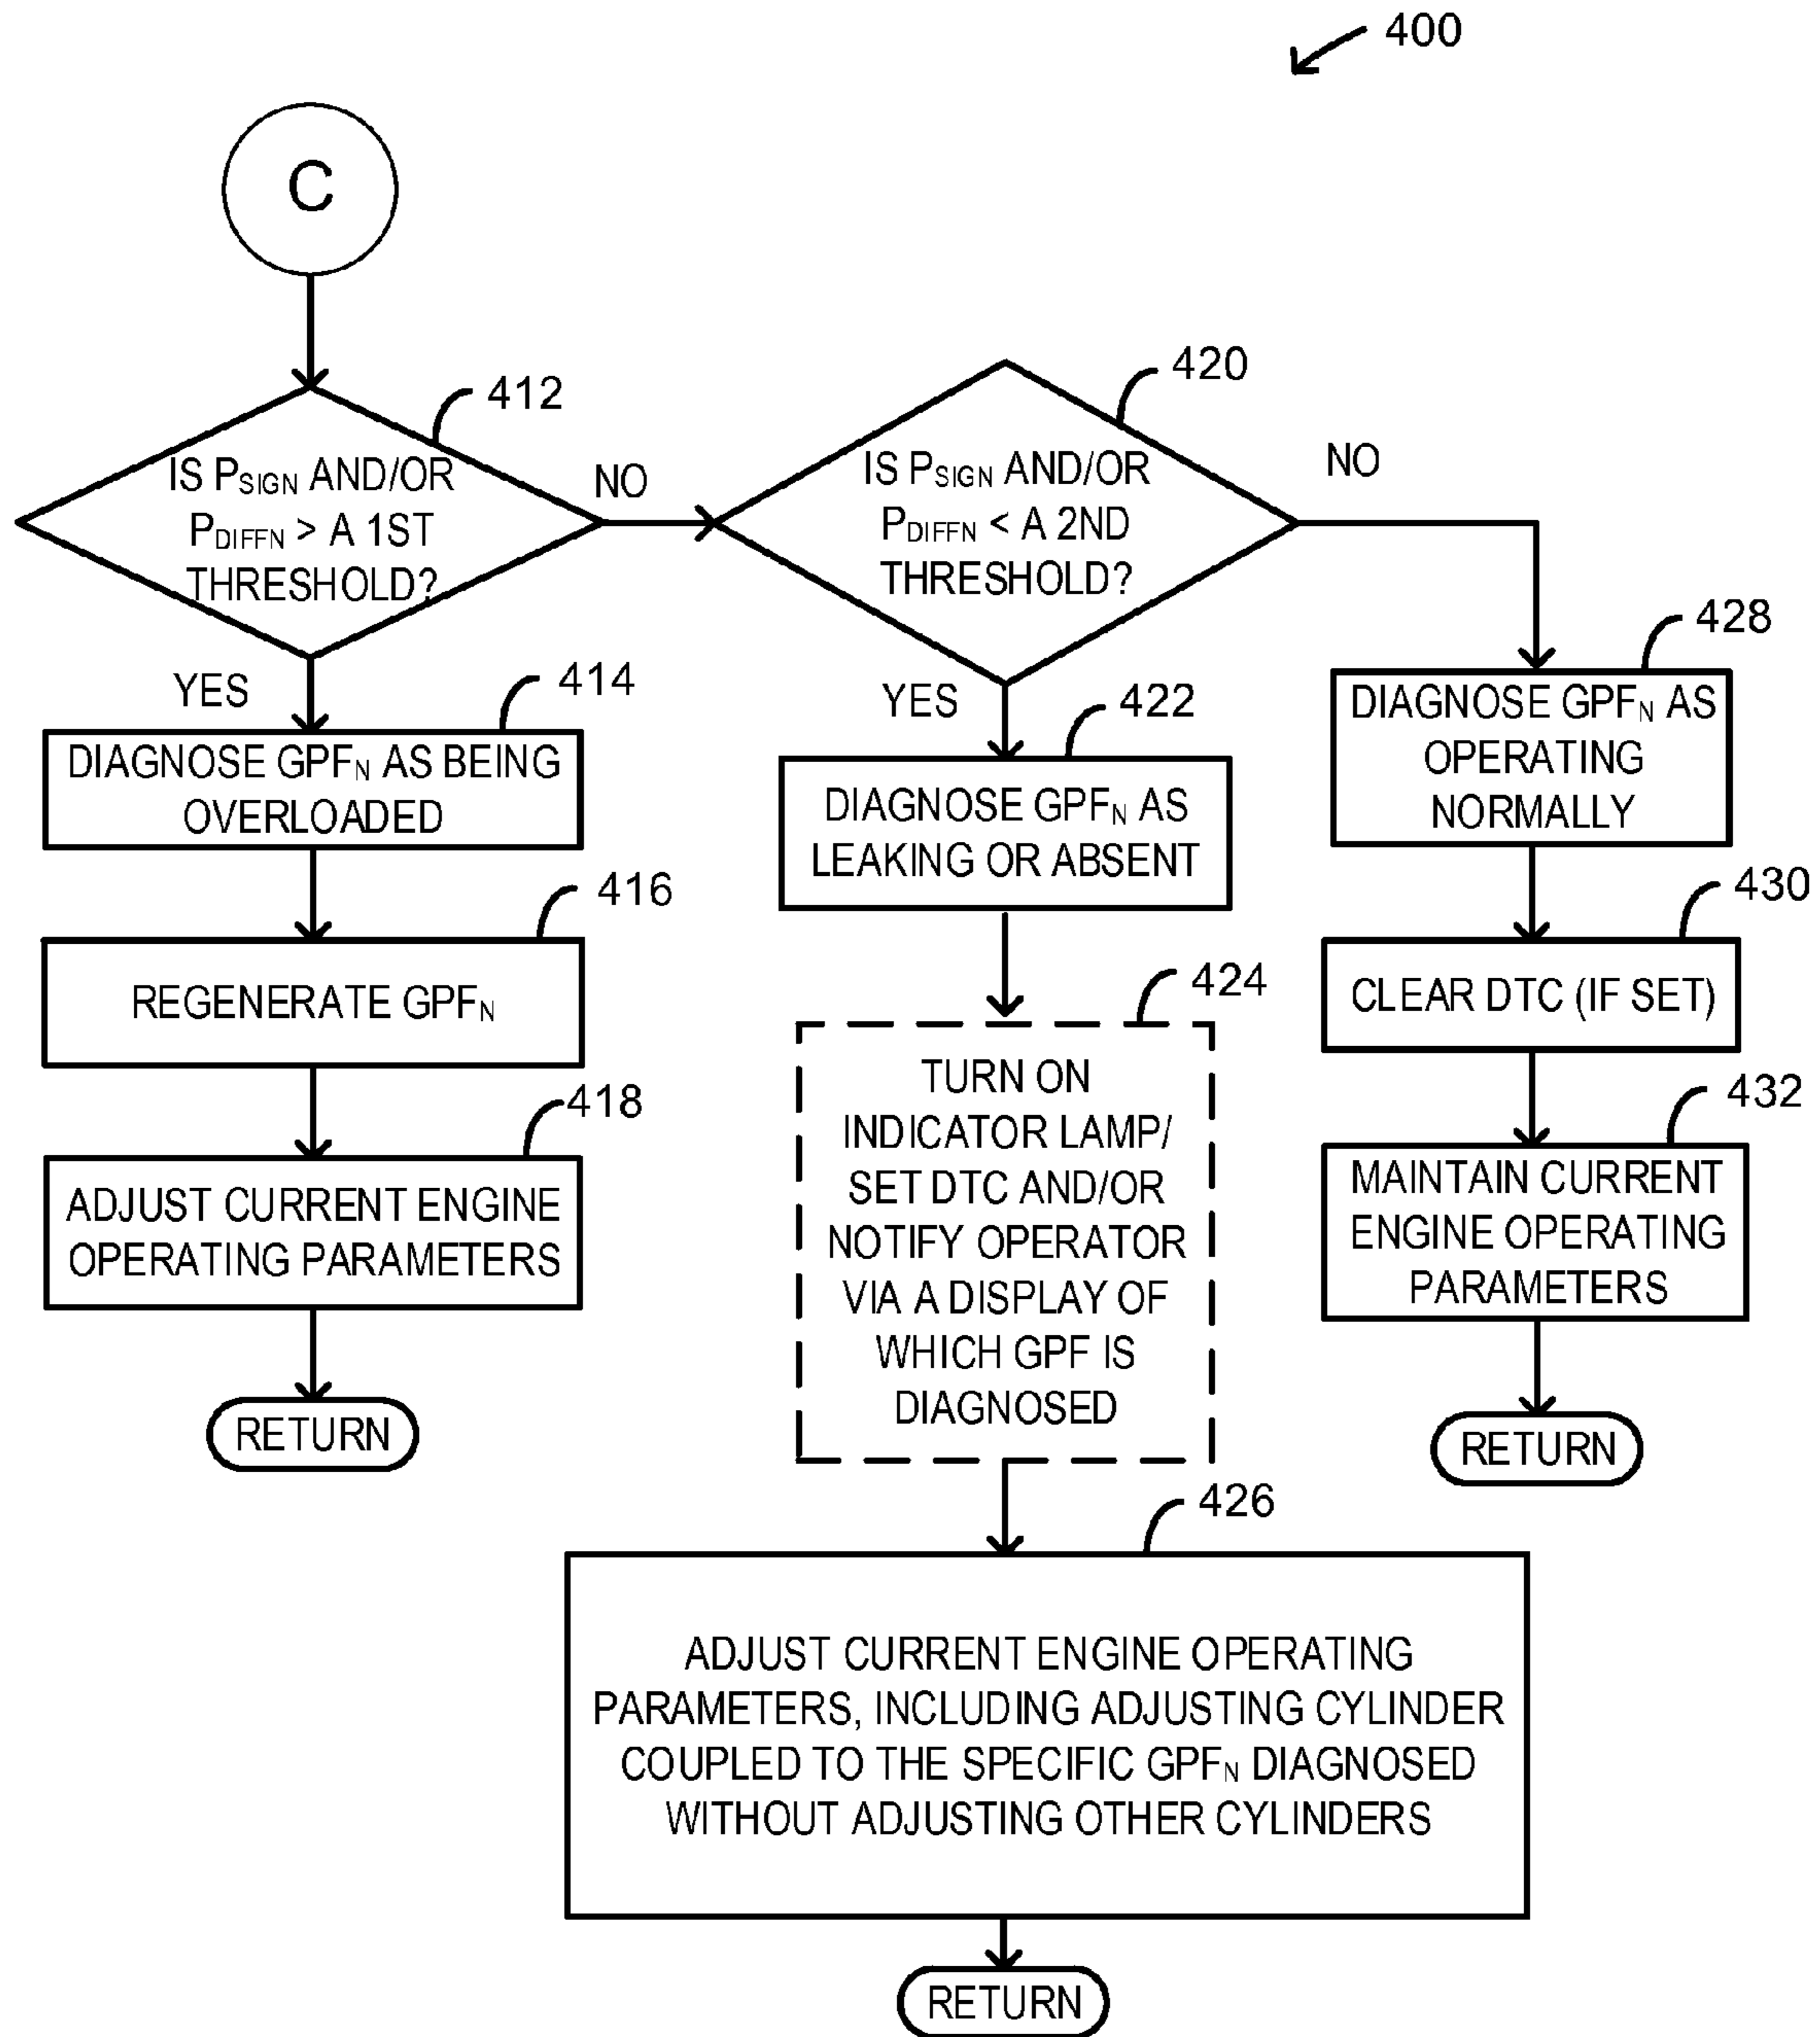 400
C
412
IS PSIGN AND/OR
PDIFFN > A 1ST
THRESHOLD?
NO
YES
414
DIAGNOSE GPFN AS BEING
OVERLOADED
416
REGENERATE GPFN
418
ADJUST CURRENT ENGINE
OPERATING PARAMETERS
RETURN
420
IS PSIGN AND/OR
PDIFFN < A 2ND
THRESHOLD?
NO
YES
422
DIAGNOSE GPFN AS
LEAKING OR ABSENT
424
TURN ON
INDICATOR LAMP/
SET DTC AND/OR
NOTIFY OPERATOR
VIA A DISPLAY OF
WHICH GPF IS
DIAGNOSED
426
ADJUST CURRENT ENGINE OPERATING
PARAMETERS, INCLUDING ADJUSTING CYLINDER
COUPLED TO THE SPECIFIC GPFN DIAGNOSED
WITHOUT ADJUSTING OTHER CYLINDERS
RETURN
428
DIAGNOSE GPFN AS
OPERATING
NORMALLY
430
CLEAR DTC (IF SET)
432
MAINTAIN CURRENT
ENGINE OPERATING
PARAMETERS
RETURN